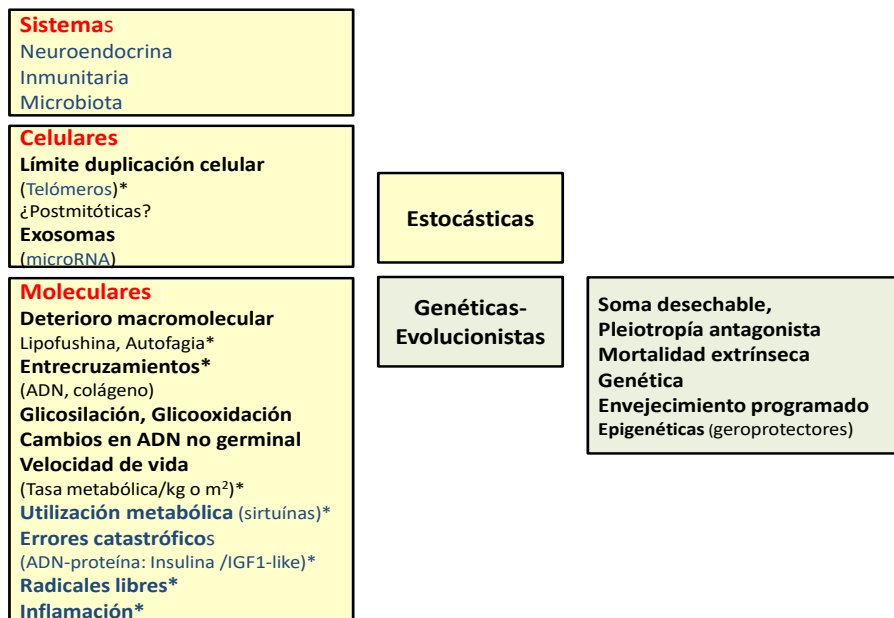 Sistemas
Neuroendocrina
Inmunitaria
Microbiota
Celulares
Límite duplicación celular
(Telómeros)*
¿Postmitóticas?
Exosomas
(microRNA)
Moleculares
Deterioro macromolecular
Lipofushina, Autofagia*
Entrecruzamientos*
(ADN, colágeno)
Glicosilación, Glicooxidación
Cambios en ADN no germinal
Velocidad de vida
(Tasa metabólica/kg o m²)*
Utilización metabólica (sirtuínas)*
Errores catastróficos
(ADN-proteína: Insulina /IGF1-like)*
Radicales libres*
Inflamación*
Estocásticas
Genéticas-
Evolucionistas
Soma desechable,
Pleiotropía antagonista
Mortalidad extrínseca
Genética
Envejecimiento programado
Epigenéticas (geroprotectores)